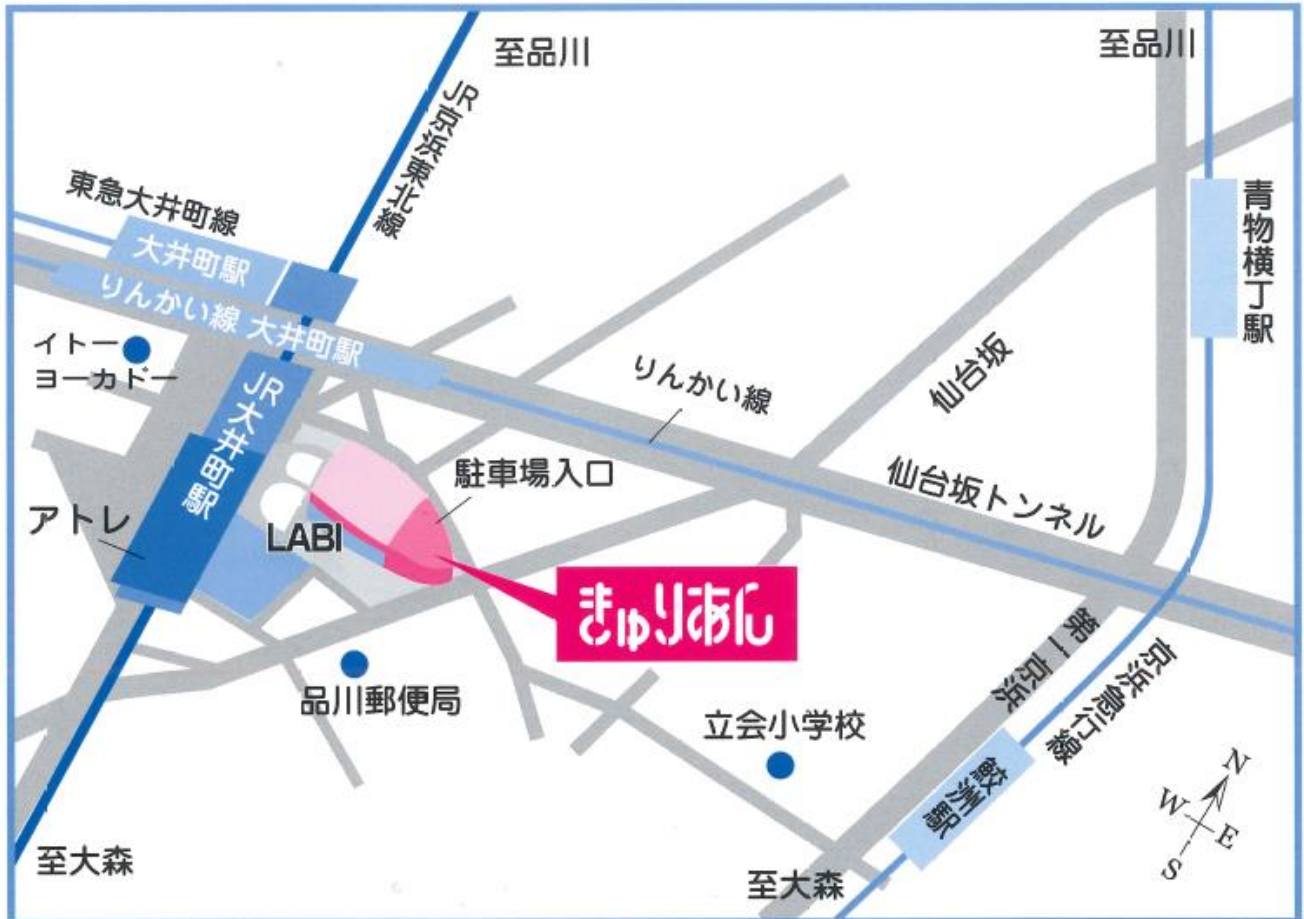 至品川
至品川
JR京浜東北線
東急大井町線
大井町駅
りんかい線 大井町駅
青物横丁駅
イトー
ヨーカドー
りんかい線
仙台坂
JR大井町駅
駐車場入口
仙台坂トンネル
アトレ
LABI
きゅりあん
第一京浜
京浜急行線
品川郵便局
立会小学校
鮫洲駅
N
W
E
S
至大森
至大森